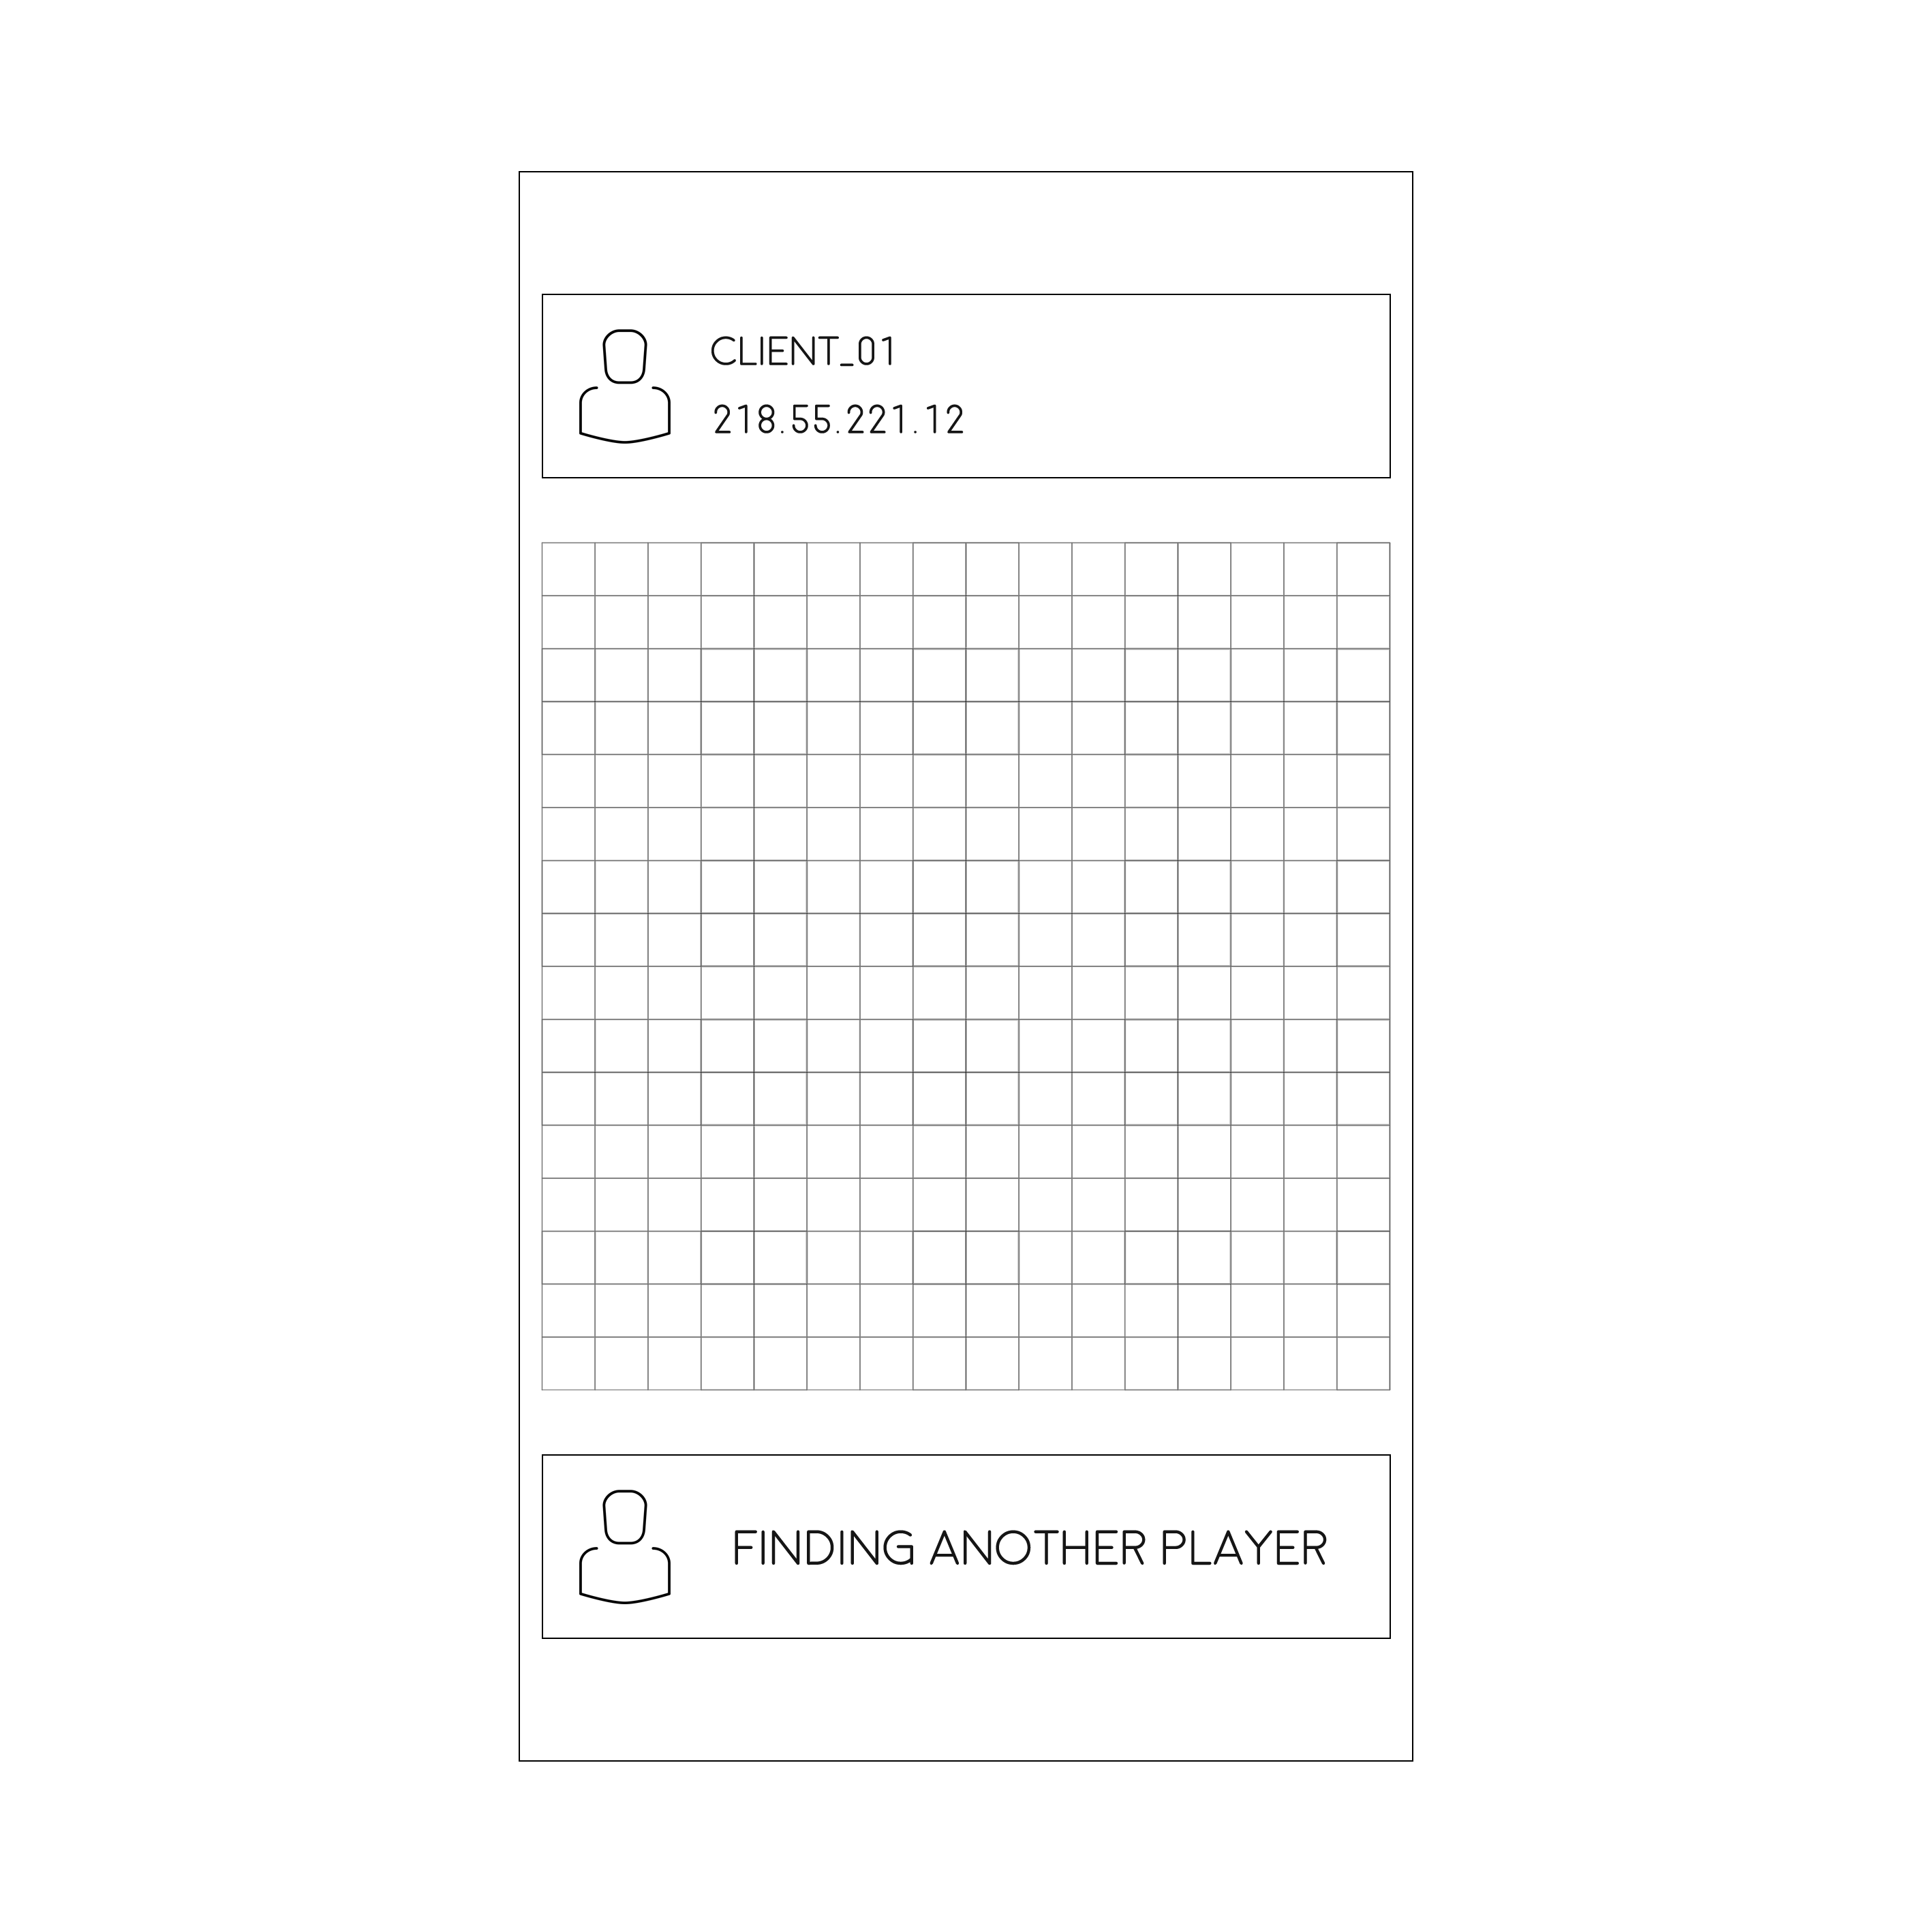 CLIENT_01
218.55.221.12
FINDING ANOTHER PLAYER